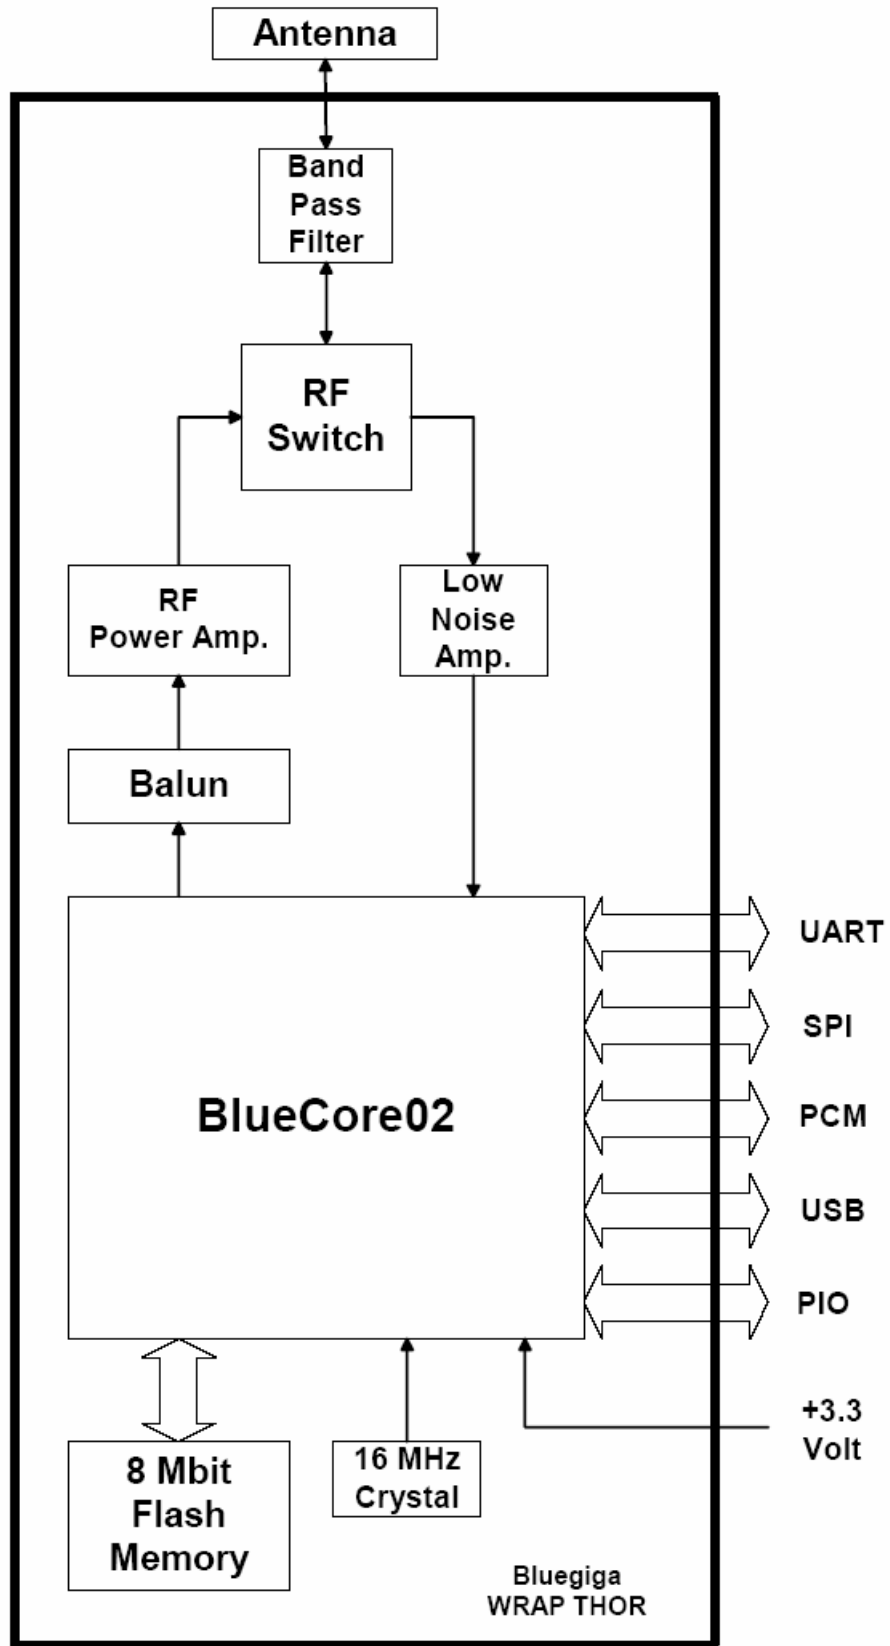 Antenna
Band
Pass
Filter
RF
Switch
RF
Power Amp.
Low
Noise
Amp.
Balun
BlueCore02
UART
SPI
PCM
USB
PIO
+3.3
Volt
8 Mbit
Flash
Memory
16 MHz
Crystal
Bluegiga
WRAP THOR